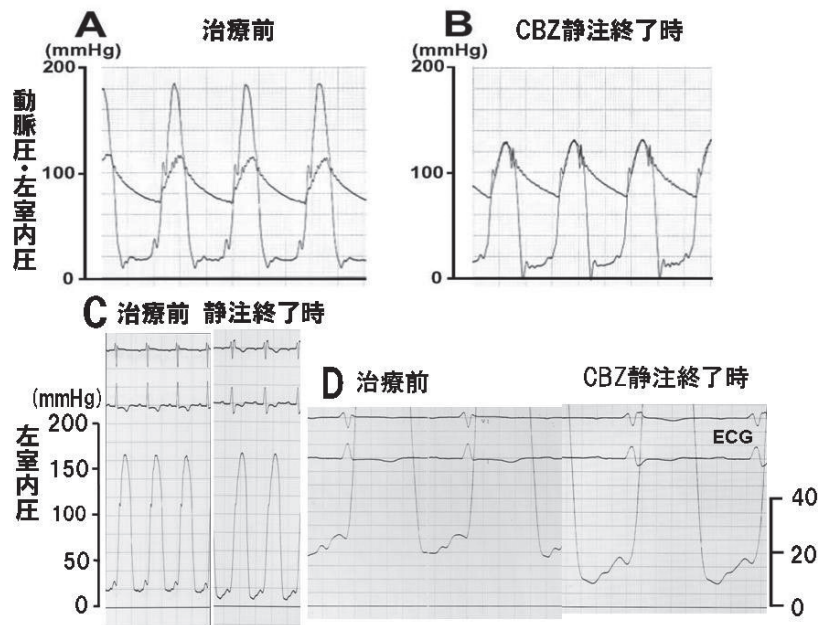 A 治療前
(mmHg)
200
100
0
動脈圧・左室内圧
B CBZ静注終了時
(mmHg)
200
100
0
C 治療前 静注終了時
(mmHg)
200
150
100
50
0
左室内圧
D 治療前 CBZ静注終了時
ECG
40
20
0